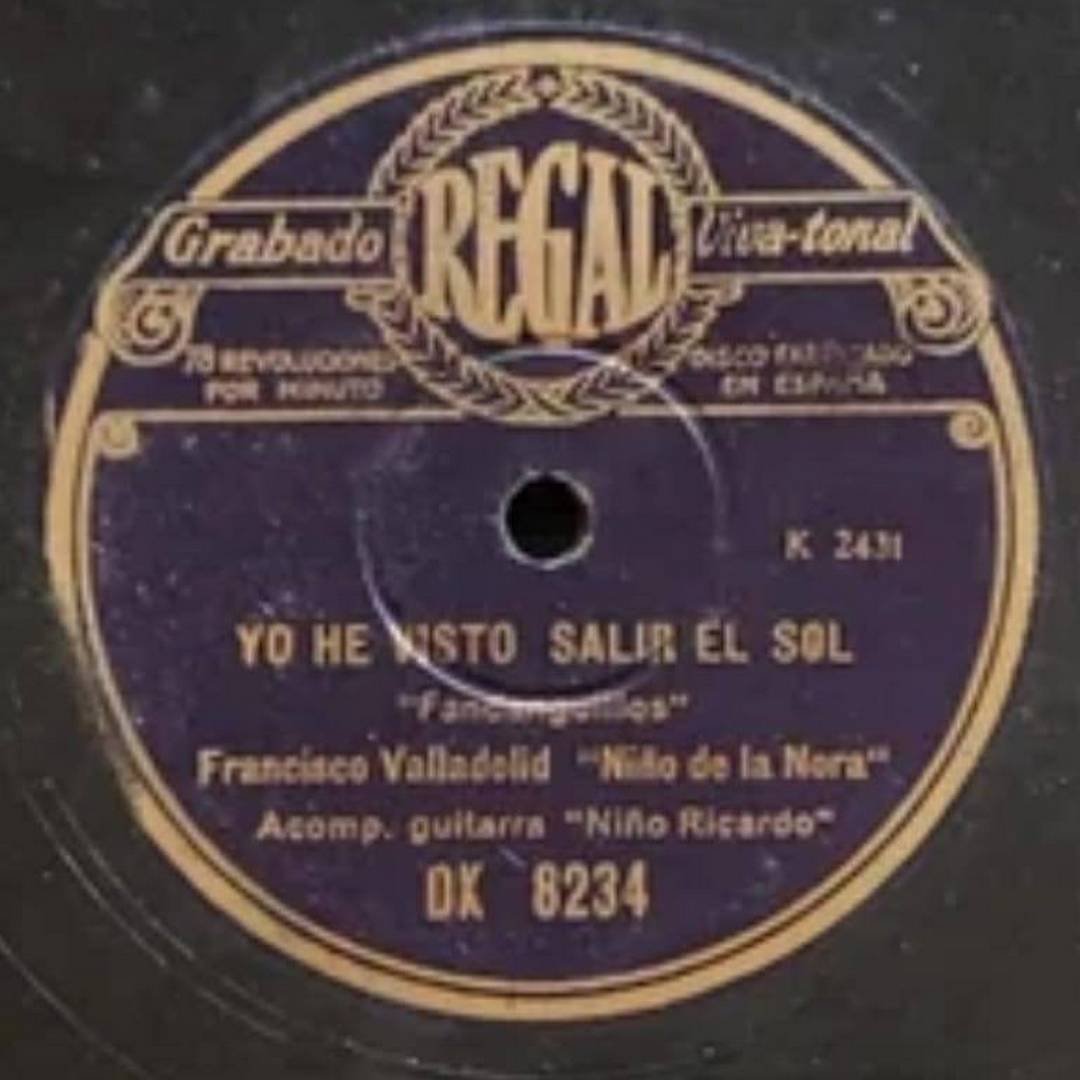 REGAL
Grabado Viva-tonal
78 REVOLUCIONES POR MINUTO
DISCO FABRICADO EN ESPAÑA
K 2431
YO HE VISTO SALIR EL SOL
"Fandanguillos"
Francisco Valladolid "Niño de la Nora"
Acomp. guitarra "Niño Ricardo"
DK 8234